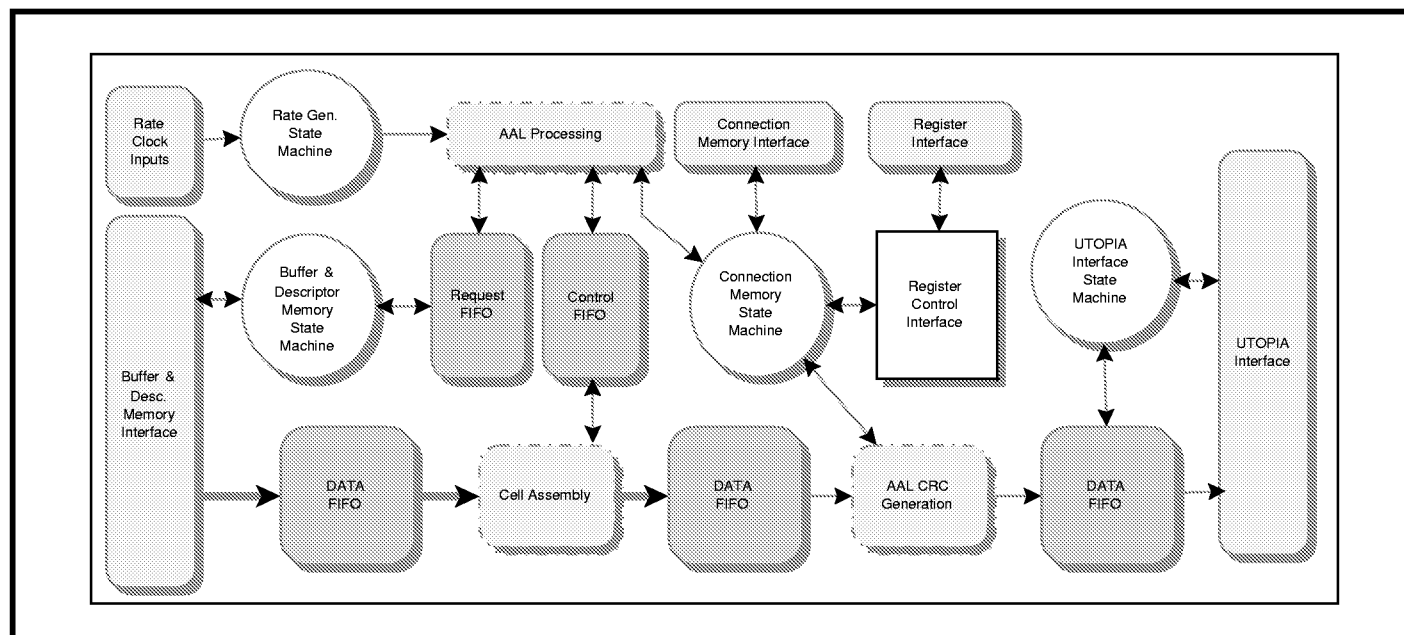 Rate
Clock
Inputs
Rate Gen.
State
Machine
AAL Processing
Connection
Memory Interface
Register
Interface
Buffer &
Desc.
Memory
Interface
Buffer &
Descriptor
Memory
State
Machine
Request
FIFO
Control
FIFO
Connection
Memory
State
Machine
Register
Control
Interface
UTOPIA
Interface
State
Machine
UTOPIA
Interface
DATA
FIFO
Cell Assembly
DATA
FIFO
AAL CRC
Generation
DATA
FIFO